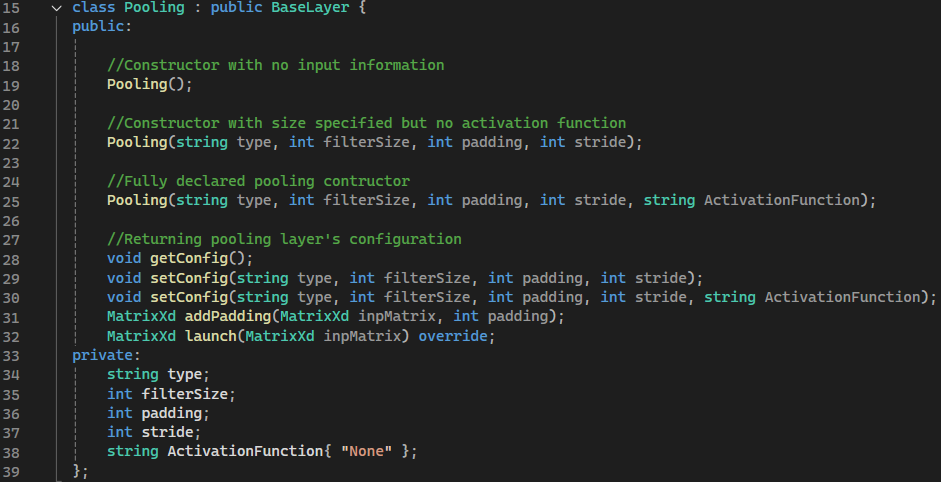 15 class Pooling : public BaseLayer {
16 public:
17
18 //Constructor with no input information
19 Pooling();
20
21 //Constructor with size specified but no activation function
22 Pooling(string type, int filterSize, int padding, int stride);
23
24 //Fully declared pooling contructor
25 Pooling(string type, int filterSize, int padding, int stride, string ActivationFunction);
26
27 //Returning pooling layer's configuration
28 void getConfig();
29 void setConfig(string type, int filterSize, int padding, int stride);
30 void setConfig(string type, int filterSize, int padding, int stride, string ActivationFunction);
31 MatrixXd addPadding(MatrixXd inpMatrix, int padding);
32 MatrixXd launch(MatrixXd inpMatrix) override;
33 private:
34 string type;
35 int filterSize;
36 int padding;
37 int stride;
38 string ActivationFunction{ "None" };
39 };